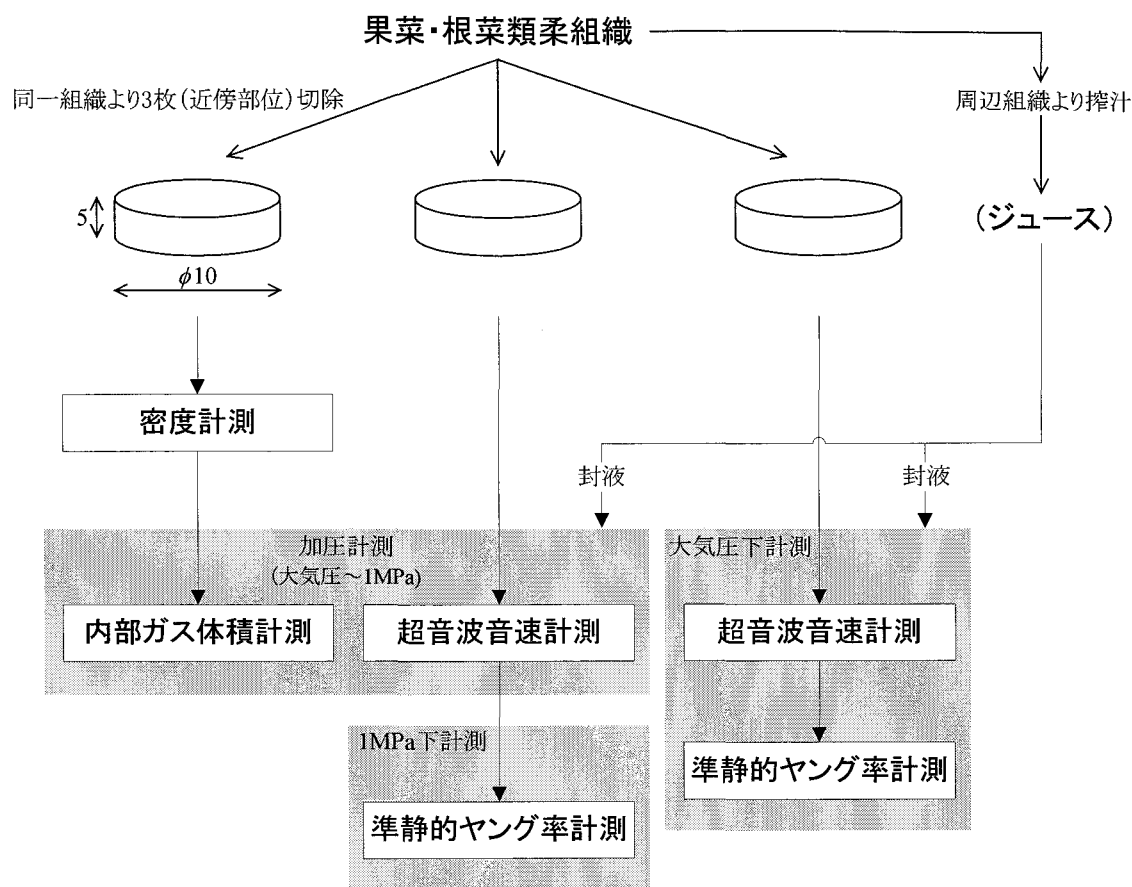 果菜・根菜類柔組織
同一組織より3枚(近傍部位)切除
周辺組織より搾汁
5
φ10
(ジュース)
密度計測
封液
封液
加圧計測
(大気圧～1MPa)
大気圧下計測
内部ガス体積計測
超音波音速計測
超音波音速計測
1MPa下計測
準静的ヤング率計測
準静的ヤング率計測